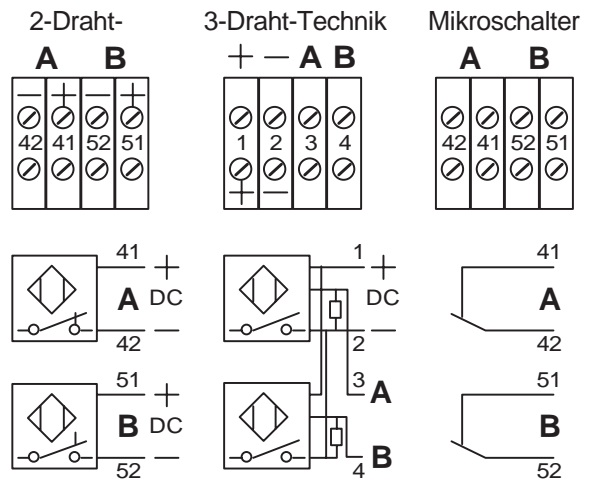 2-Draht- 3-Draht-Technik Mikroschalter
A B + — A B A B
— + — +
42 41 52 51 1 2 3 4 42 41 52 51
+ —
41 + 1 + 41
A DC DC A
42 — 2 — 42
51 + 3 A 51
B DC B B
52 — 4 52